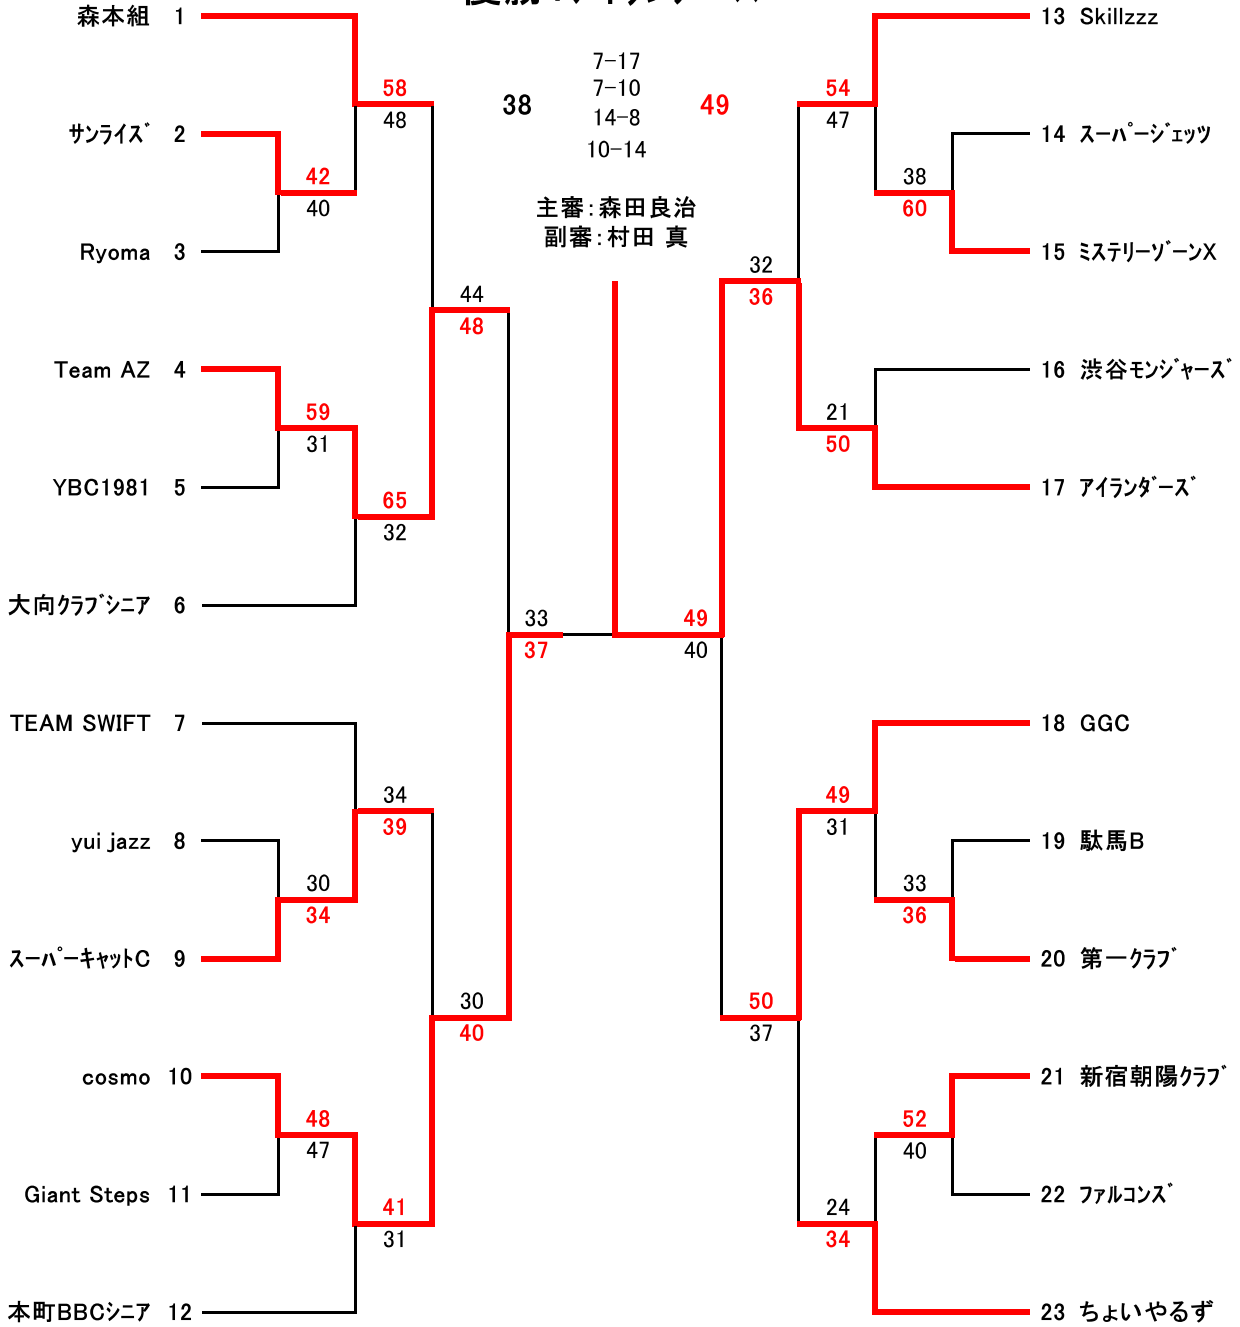 森本組 1
サンライズ 2
Ryoma 3
Team AZ 4
YBC1981 5
大向クラブシニア 6
TEAM SWIFT 7
yui jazz 8
スーパーキャットC 9
cosmo 10
Giant Steps 11
本町BBCシニア 12
58
48
42
40
44
48
59
31
65
32
33
37
34
39
30
34
30
40
48
47
41
31
38
7-17
7-10
14-8
10-14
49
主審:森田良治
副審:村田 真
54
47
38
60
32
36
21
50
49
40
49
31
33
36
50
37
52
40
24
34
13 Skillzzz
14 スーパージェッツ
15 ミステリーゾーンX
16 渋谷モンジャーズ
17 アイランダーズ
18 GGC
19 駄馬B
20 第一クラブ
21 新宿朝陽クラブ
22 ファルコンズ
23 ちょいやるず